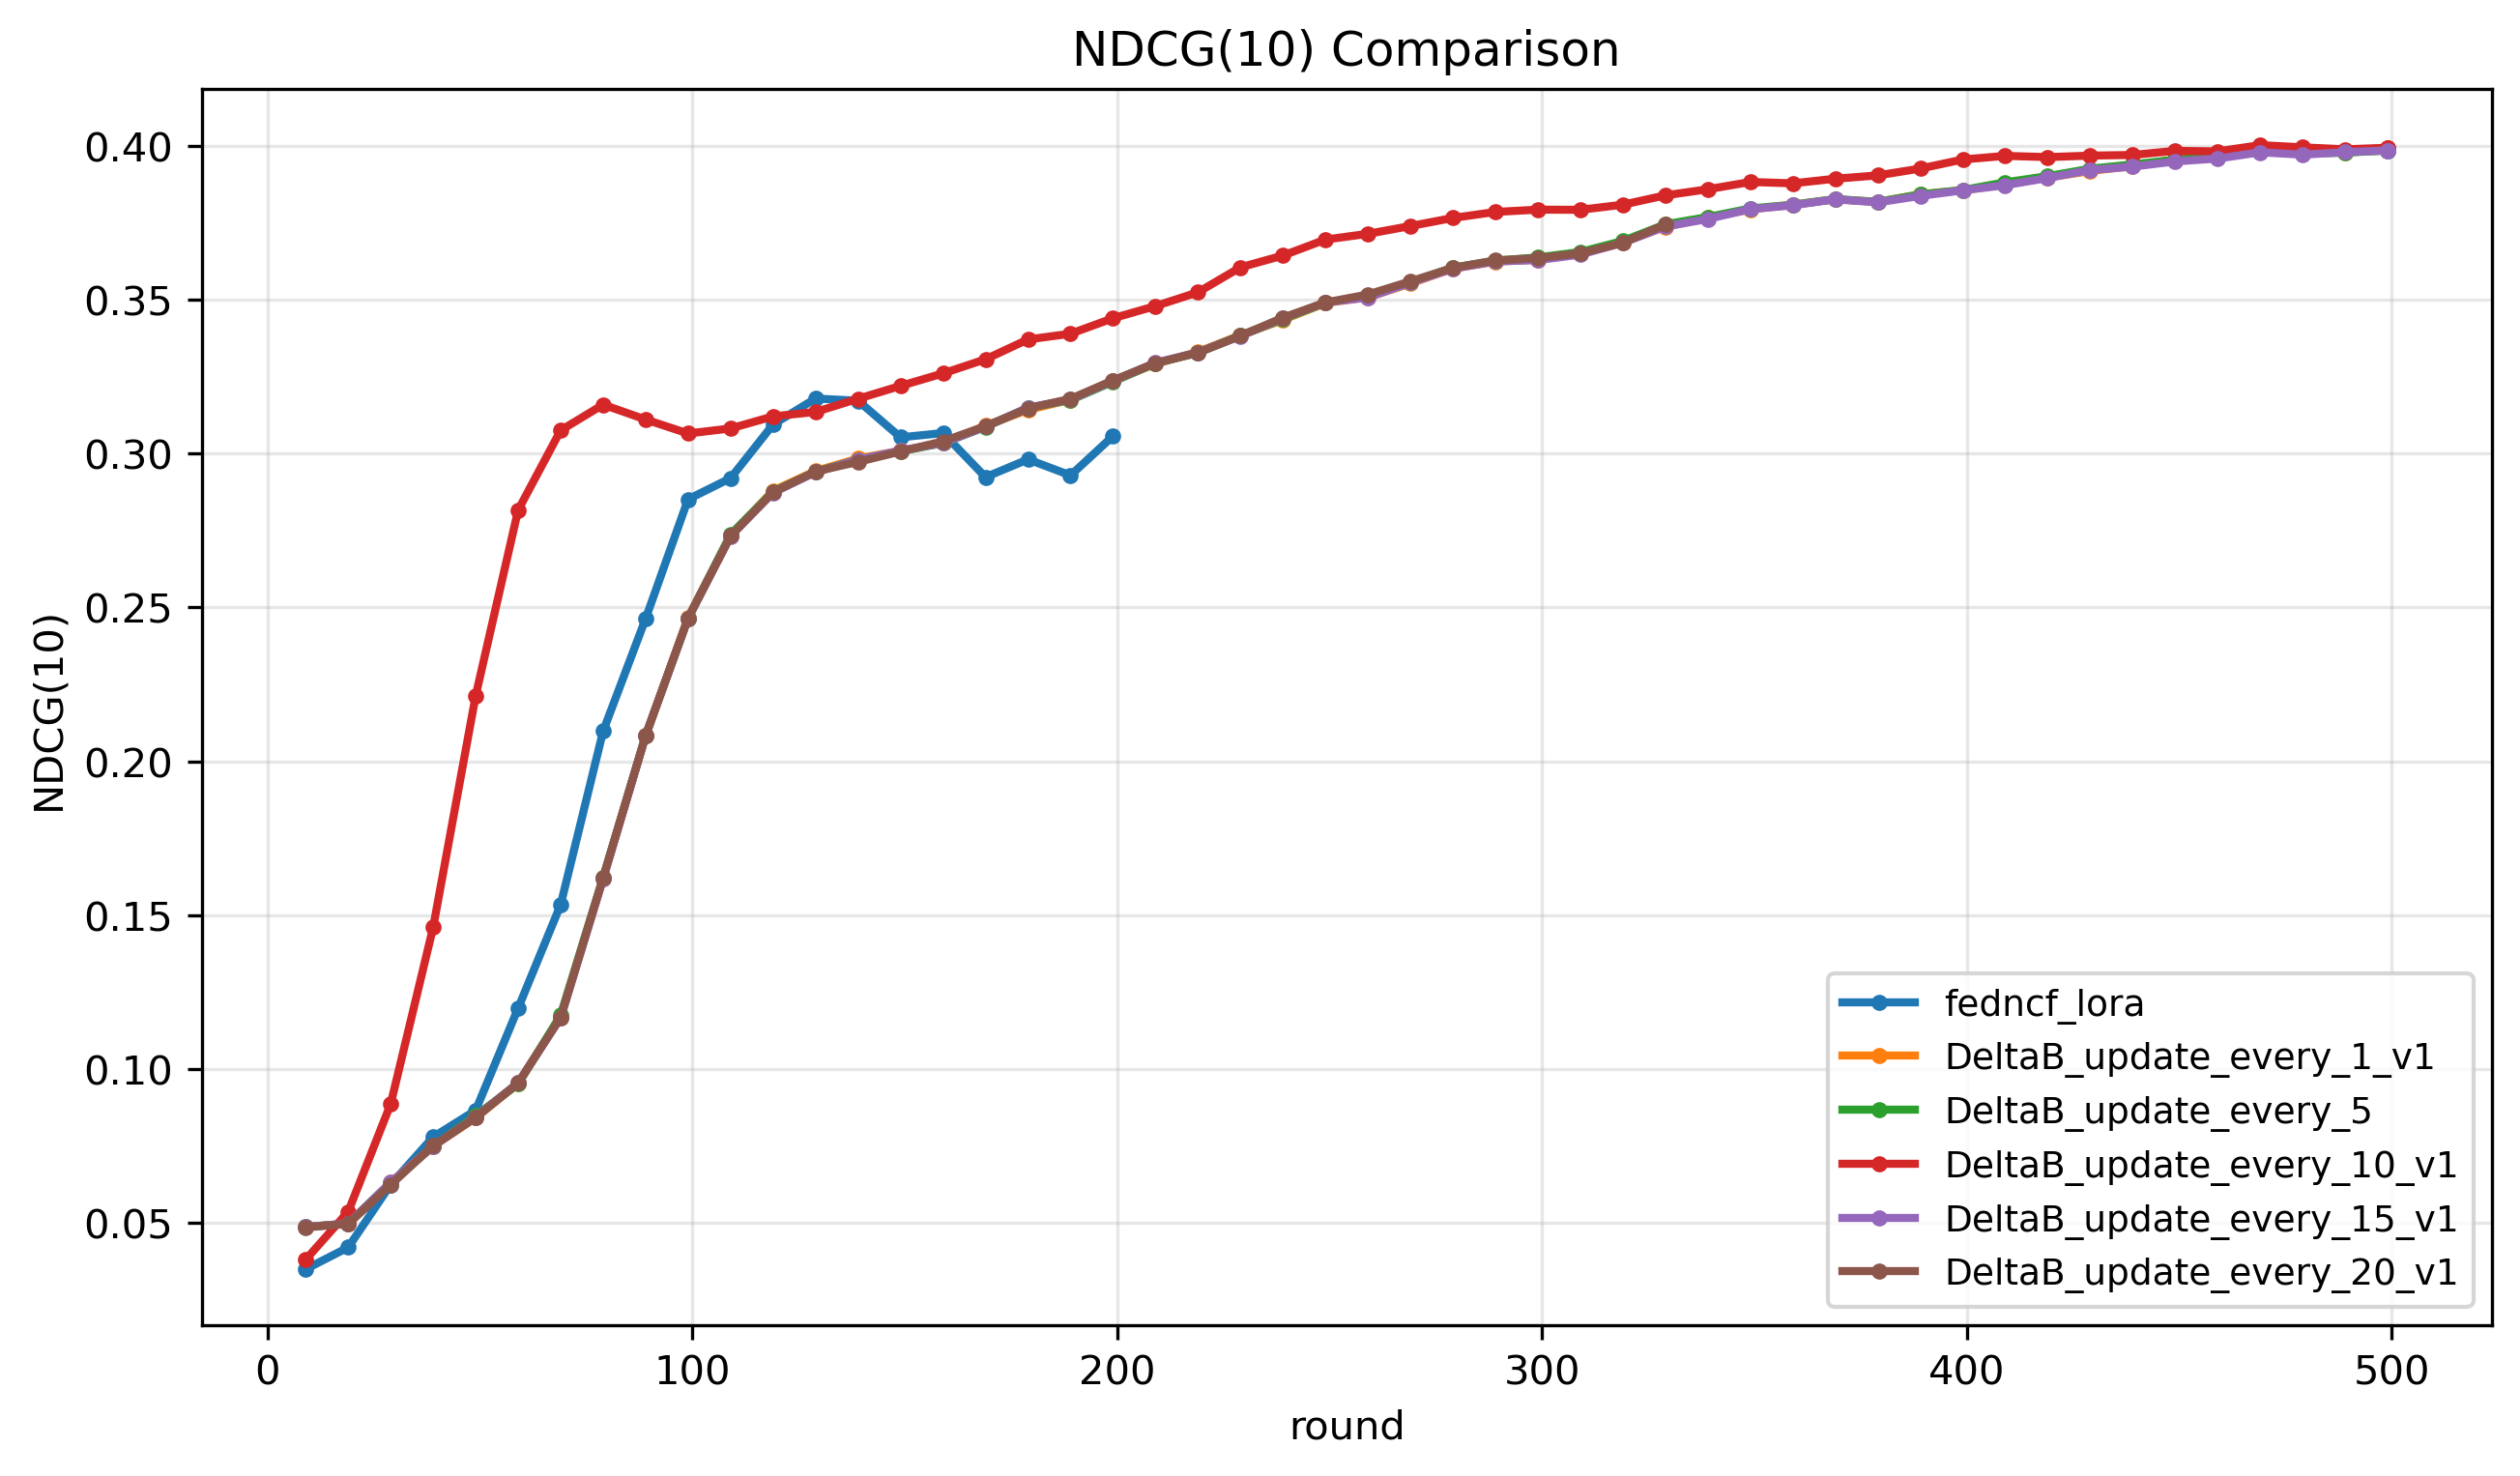 NDCG(10) Comparison
NDCG(10)
0.40
0.35
0.30
0.25
0.20
0.15
0.10
0.05
0 100 200 300 400 500
round
fedncf_lora
DeltaB_update_every_1_v1
DeltaB_update_every_5
DeltaB_update_every_10_v1
DeltaB_update_every_15_v1
DeltaB_update_every_20_v1